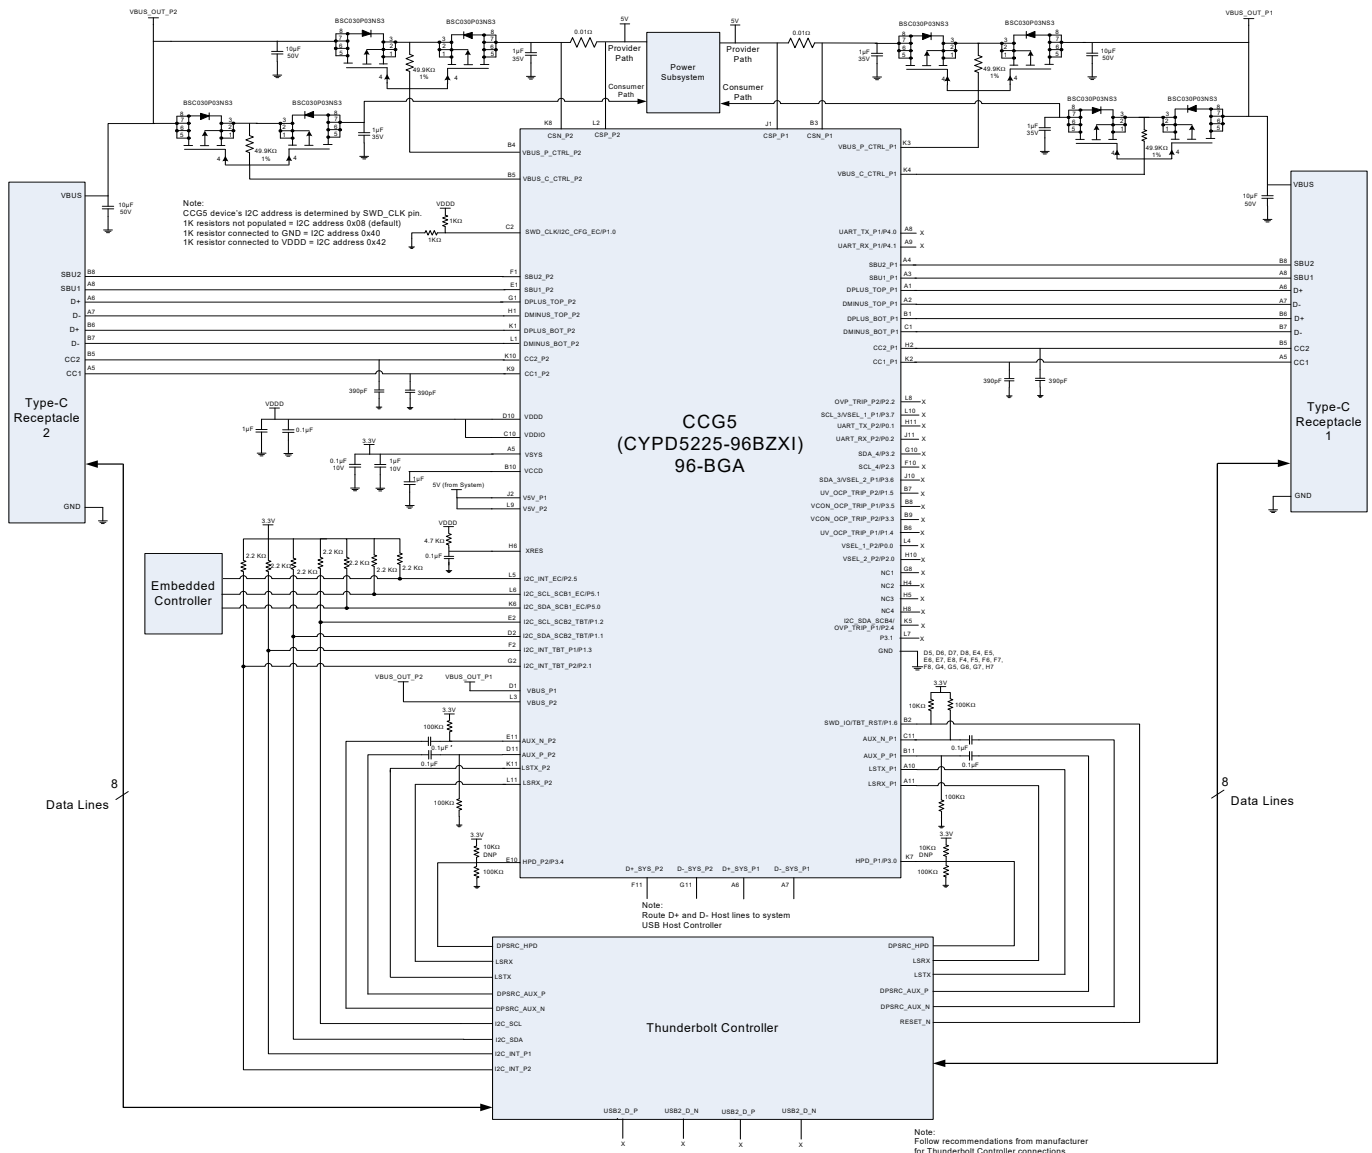 VBUS_OUT_P2
BSC030P03NS3
BSC030P03NS3
0.01Ω
5V
5V
0.01Ω
BSC030P03NS3
BSC030P03NS3
VBUS_OUT_P1
10µF
50V
49.9KΩ
1%
1µF
35V
Provider
Path
Consumer
Path
Power
Subsystem
Provider
Path
Consumer
Path
1µF
35V
49.9KΩ
1%
10µF
50V
BSC030P03NS3
BSC030P03NS3
49.9KΩ
1%
1µF
35V
BSC030P03NS3
BSC030P03NS3
1µF
35V
49.9KΩ
1%
K8
L2
J1
B3
CSN_P2
CSP_P2
CSP_P1
CSN_P1
B4
VBUS_P_CTRL_P2
B5
VBUS_C_CTRL_P2
VBUS_P_CTRL_P1
K3
VBUS_C_CTRL_P1
K4
VBUS
10µF
50V
10µF
50V
VBUS
Note:
CCG5 device's I2C address is determined by SWD_CLK pin.
1K resistors not populated = I2C address 0x08 (default)
1K resistor connected to GND = I2C address 0x40
1K resistor connected to VDDD = I2C address 0x42
VDDD
1KΩ
1KΩ
C2
SWD_CLK/I2C_CFG_EC/P1.0
UART_TX_P1/P4.0 A8 X
UART_RX_P1/P4.1 A9 X
SBU2 B8 F1 SBU2_P2
SBU1 A8 E1 SBU1_P2
D+ A6 G1 DPLUS_TOP_P2
D- A7 H1 DMINUS_TOP_P2
D+ B6 K1 DPLUS_BOT_P2
D- B7 L1 DMINUS_BOT_P2
CC2 B5 K10 CC2_P2
CC1 A5 K9 CC1_P2
SBU2_P1 A4 B8 SBU2
SBU1_P1 A3 A8 SBU1
DPLUS_TOP_P1 A1 A6 D+
DMINUS_TOP_P1 A2 A7 D-
DPLUS_BOT_P1 B1 B6 D+
DMINUS_BOT_P1 C1 B7 D-
CC2_P1 H2 B5 CC2
CC1_P1 K2 A5 CC1
390pF
390pF
390pF
390pF
Type-C
Receptacle
2
Type-C
Receptacle
1
CCG5
(CYPD5225-96BZXI)
96-BGA
VDDD
1µF
0.1µF
D10 VDDD
C10 VDDIO
3.3V
0.1µF
10V
1µF
10V
A5 VSYS
B10 VCCD
1µF
5V (from System)
J2 V5V_P1
L9 V5V_P2
GND
GND
OVP_TRIP_P2/P2.2 L8 X
SCL_3/VSEL_1_P1/P3.7 L10 X
UART_TX_P2/P0.1 H11 X
UART_RX_P2/P0.2 J11 X
SDA_4/P3.2 G10 X
SCL_4/P2.3 F10 X
SDA_3/VSEL_2_P1/P3.6 J10 X
UV_OCP_TRIP_P2/P1.5 B7 X
VCON_OCP_TRIP_P1/P3.5 B8 X
VCON_OCP_TRIP_P2/P3.3 B9 X
UV_OCP_TRIP_P1/P1.4 B6 X
VSEL_1_P2/P0.0 L4 X
VSEL_2_P2/P2.0 H10 X
NC1 G8 X
NC2 H4 X
NC3 H5 X
NC4 H8 X
I2C_SDA_SCB4/
OVP_TRIP_P1/P2.4 K5 X
P3.1 L7 X
GND
D5, D6, D7, D8, E4, E5,
E6, E7, E8, F4, F5, F6, F7,
F8, G4, G5, G6, G7, H7
VDDD
4.7 KΩ
0.1µF
H6 XRES
3.3V
2.2 KΩ
2.2 KΩ
2.2 KΩ
2.2 KΩ
2.2 KΩ
2.2 KΩ
2.2 KΩ
Embedded
Controller
L5 I2C_INT_EC/P2.5
L6 I2C_SCL_SCB1_EC/P5.1
K6 I2C_SDA_SCB1_EC/P5.0
E2 I2C_SCL_SCB2_TBT/P1.2
D2 I2C_SDA_SCB2_TBT/P1.1
F2 I2C_INT_TBT_P1/P1.3
G2 I2C_INT_TBT_P2/P2.1
VBUS_OUT_P2
VBUS_OUT_P1
D1 VBUS_P1
L3 VBUS_P2
3.3V
100KΩ
0.1µF
0.1µF
E11 AUX_N_P2
D11 AUX_P_P2
K11 LSTX_P2
L11 LSRX_P2
100KΩ
3.3V
10KΩ
DNP
100KΩ
E10 HPD_P2/P3.4
3.3V
10KΩ
100KΩ
SWD_IO/TBT_RST/P1.6 B2
AUX_N_P1 C11
0.1µF
AUX_P_P1 B11
0.1µF
LSTX_P1 A10
LSRX_P1 A11
100KΩ
3.3V
10KΩ
DNP
100KΩ
HPD_P1/P3.0 K7
8
Data Lines
8
Data Lines
D+_SYS_P2
D-_SYS_P2
D+_SYS_P1
D-_SYS_P1
F11
G11
A6
A7
Note:
Route D+ and D- Host lines to system
USB Host Controller
DPSRC_HPD
LSRX
LSTX
DPSRC_AUX_P
DPSRC_AUX_N
I2C_SCL
I2C_SDA
I2C_INT_P1
I2C_INT_P2
Thunderbolt Controller
DPSRC_HPD
LSRX
LSTX
DPSRC_AUX_P
DPSRC_AUX_N
RESET_N
USB2_D_P
USB2_D_N
USB2_D_P
USB2_D_N
X
X
X
X
Note:
Follow recommendations from manufacturer
for Thunderbolt Controller connections